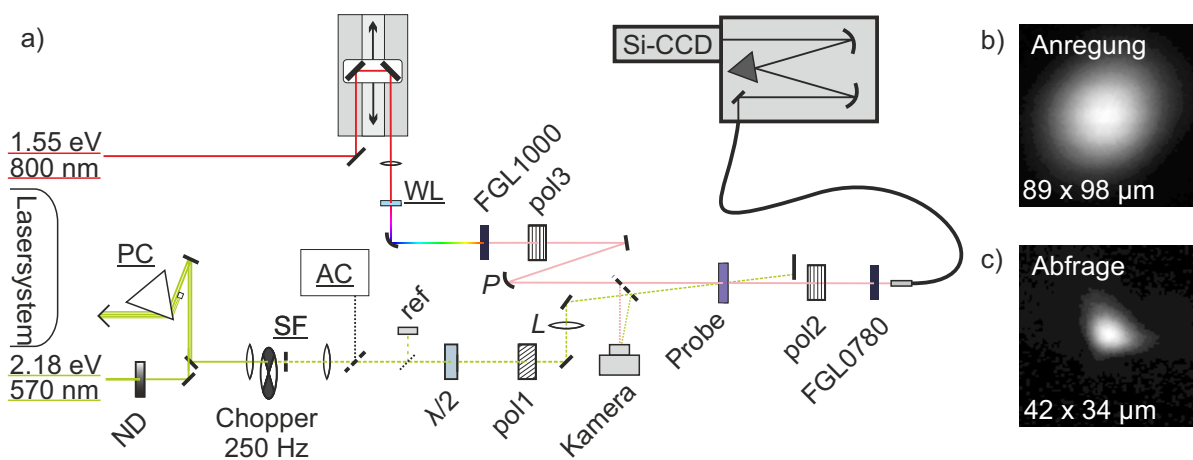 a)
Si-CCD
b)
Anregung
89 x 98 µm
1.55 eV
800 nm
WL
FGL1000
pol3
Lasersystem
PC
AC
P
c)
Abfrage
42 x 34 µm
SF
ref
L
2.18 eV
570 nm
ND
Chopper
250 Hz
λ/2
pol1
Kamera
Probe
pol2
FGL0780